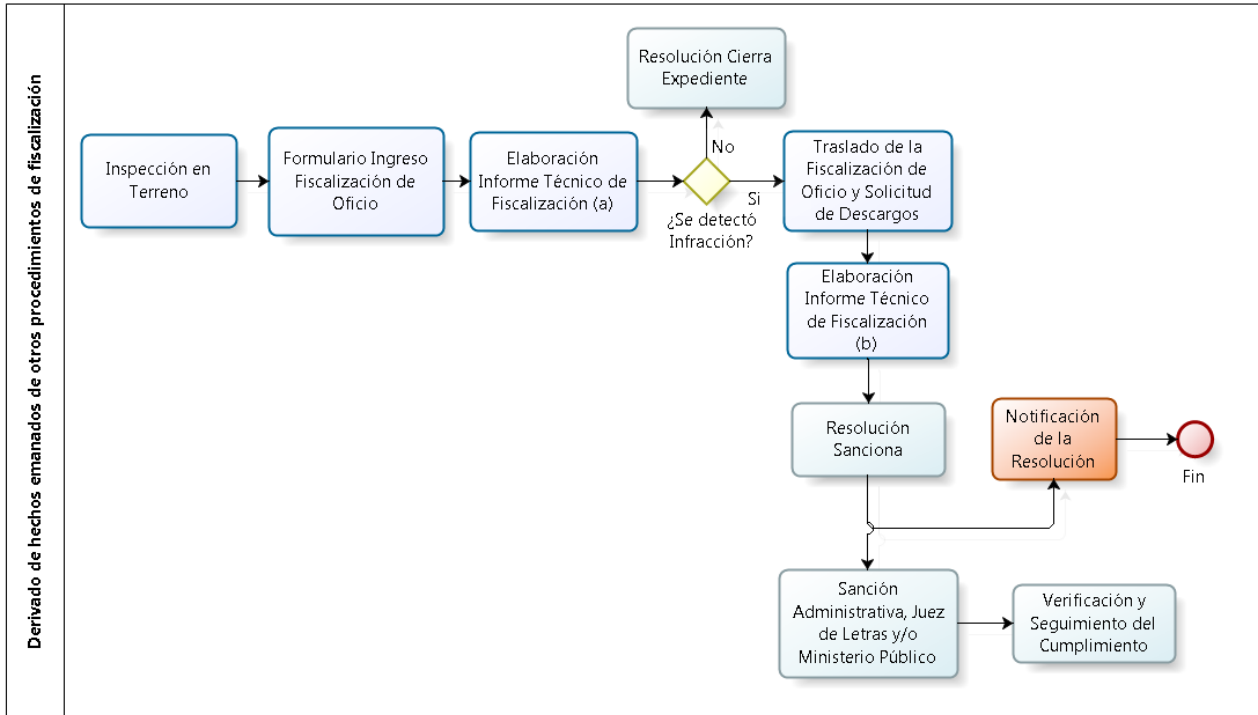 Derivado de hechos emanados de otros procedimientos de fiscalización
Resolución Cierra
Expediente
Inspección en
Terreno
Formulario Ingreso
Fiscalización de
Oficio
Elaboración
Informe Técnico de
Fiscalización (a)
No
Si
¿Se detectó
Infracción?
Traslado de la
Fiscalización de
Oficio y Solicitud
de Descargos
Elaboración
Informe Técnico
de Fiscalización
(b)
Resolución
Sanciona
Notificación
de la
Resolución
Fin
Sanción
Administrativa, Juez
de Letras y/o
Ministerio Público
Verificación y
Seguimiento del
Cumplimiento